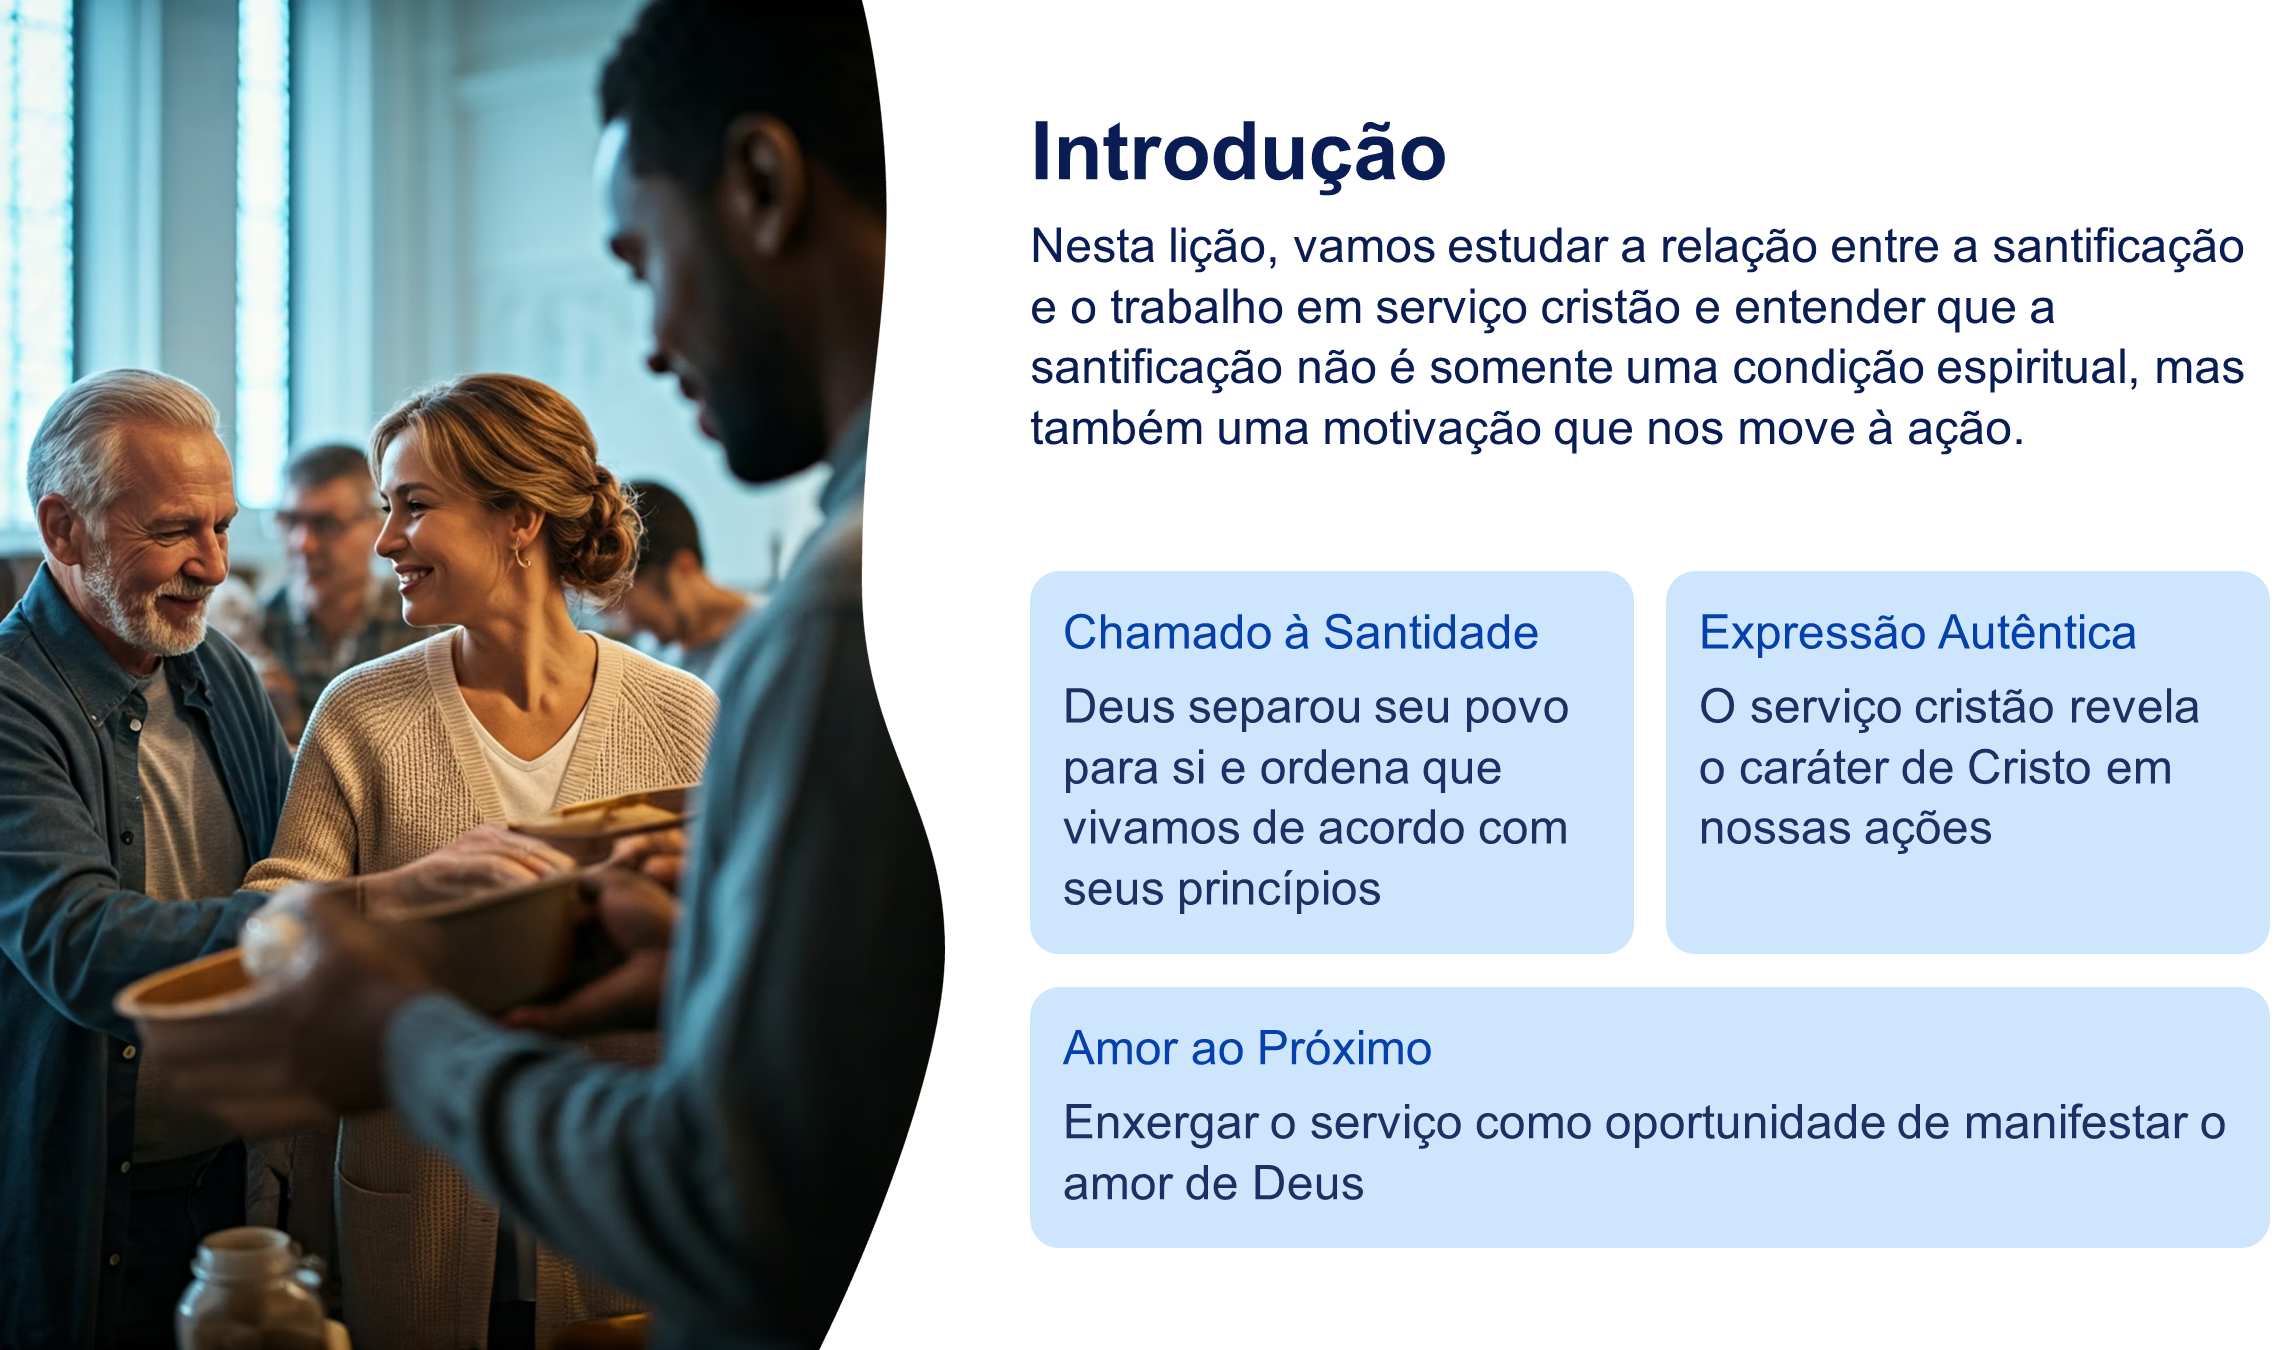 Introdução
Nesta lição, vamos estudar a relação entre a santificação
e o trabalho em serviço cristão e entender que a
santificação não é somente uma condição espiritual, mas
também uma motivação que nos move à ação.
Chamado à Santidade
Deus separou seu povo
para si e ordena que
vivamos de acordo com
seus princípios
Expressão Autêntica
O serviço cristão revela
o caráter de Cristo em
nossas ações
Amor ao Próximo
Enxergar o serviço como oportunidade de manifestar o
amor de Deus